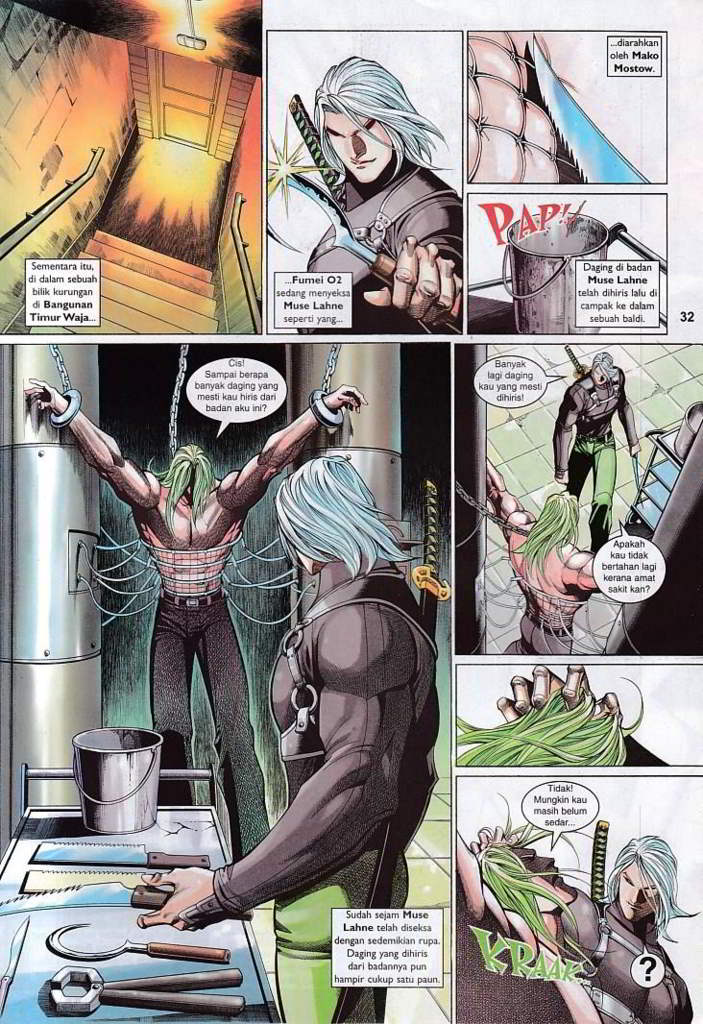 Sementara itu,
di dalam sebuah
bilik kurungan
di Bangunan
Timur Waja...
...Fumei O2
sedang menyeksa
Muse Lahne
seperti yang...
...diarahkan
oleh Mako
Mostow.
PAP!
Daging di badan
Muse Lahne
telah dihiris lalu di
campak ke dalam
sebuah baldi.
32
Cis!
Sampai berapa
banyak daging yang
mesti kau hiris dari
badan aku ini?
Sudah sejam Muse
Lahne telah diseksa
dengan sedemikian rupa.
Daging yang dihiris
dari badannya pun
hampir cukup satu paun.
Banyak
lagi daging
kau yang mesti
dihiris!
Apakah
kau tidak
bertahan lagi
kerana amat
sakit kan?
Tidak!
Mungkin kau
masih belum
sedar...
KRAAK
?